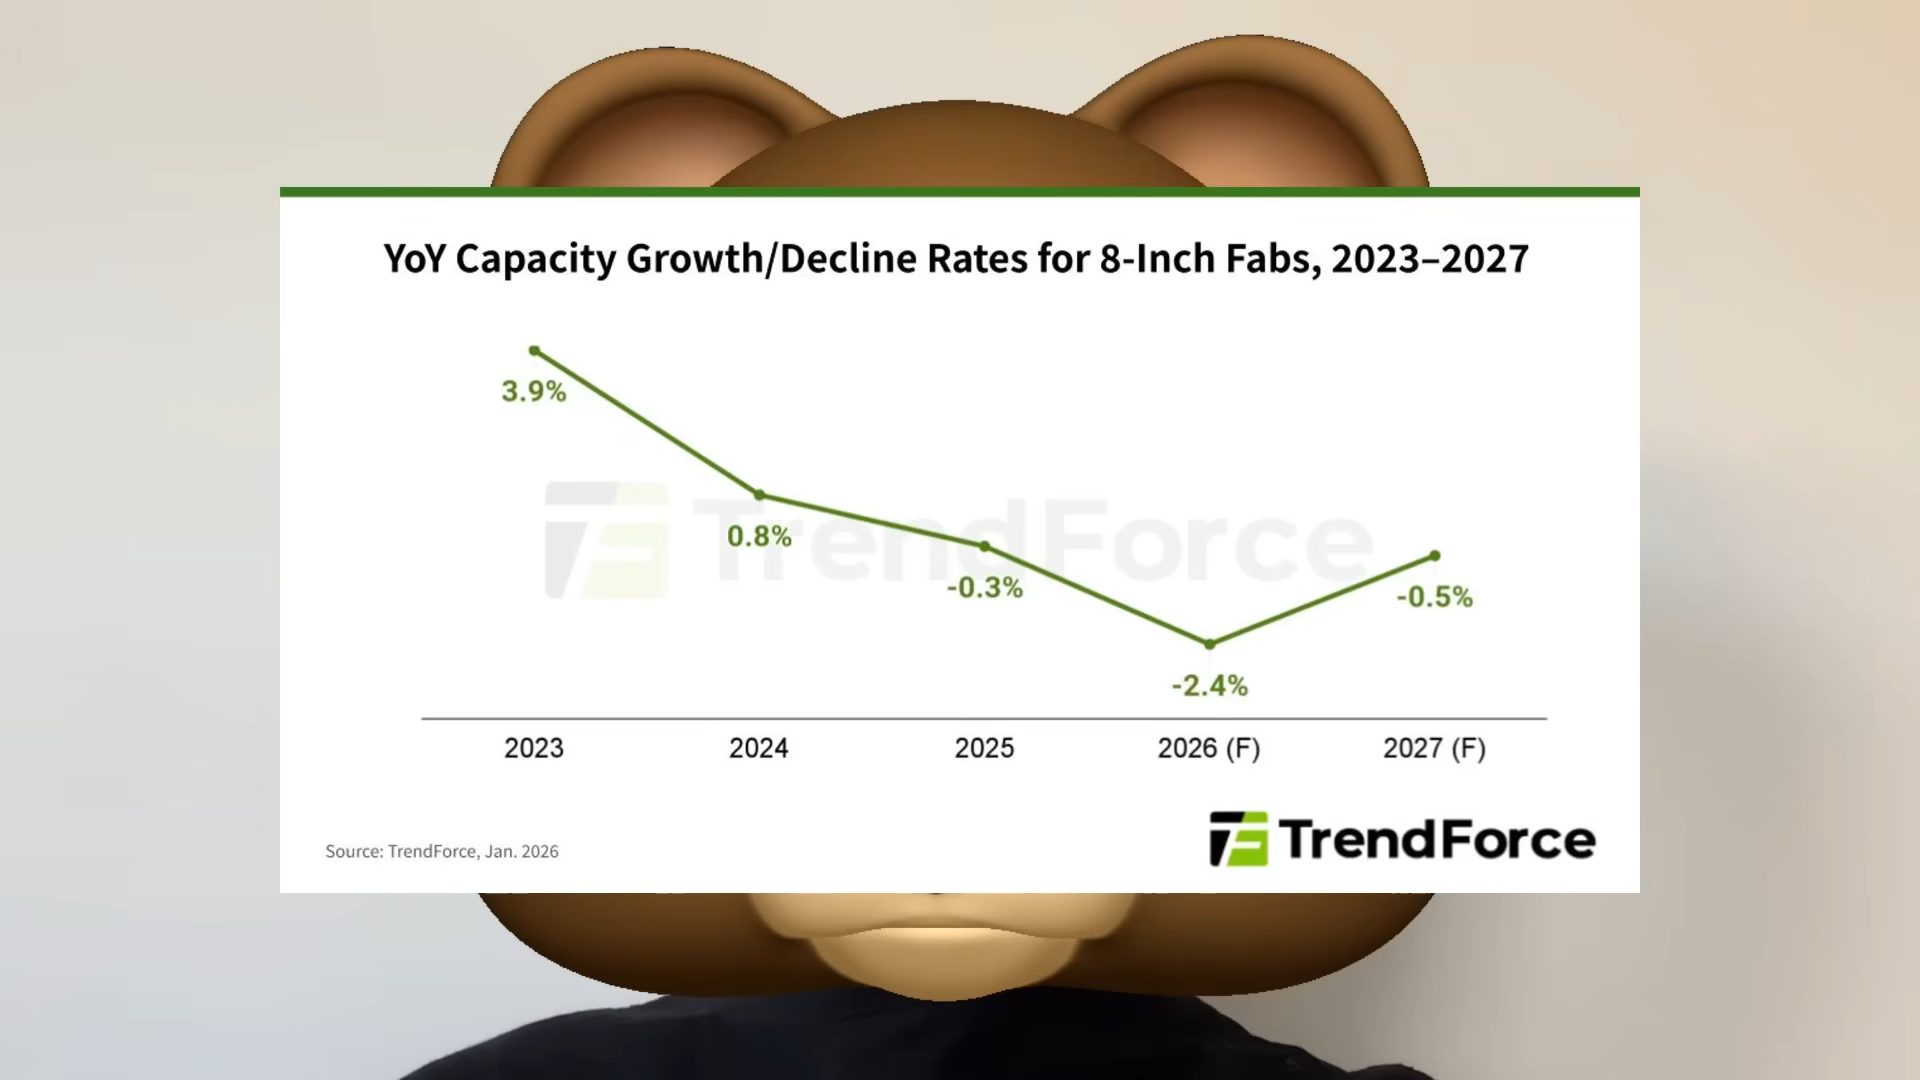 YoY Capacity Growth/Decline Rates for 8-Inch Fabs, 2023–2027
3.9%
0.8%
-0.3%
-2.4%
-0.5%
TrendForce
2023 2024 2025 2026 (F) 2027 (F)
Source: TrendForce, Jan. 2026
TrendForce